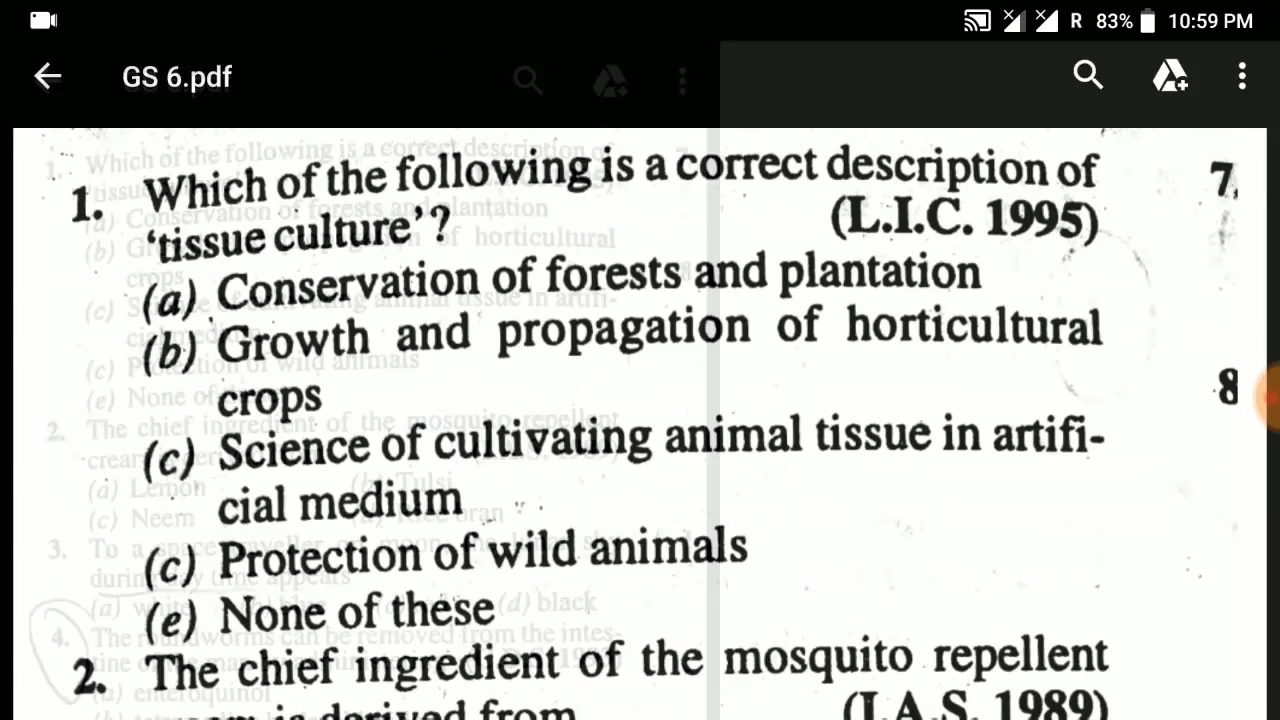 R 83% 10:59 PM
GS 6.pdf
1. Which of the following is a correct description of
‘tissue culture’? (L.I.C. 1995)
(a) Conservation of forests and plantation
(b) Growth and propagation of horticultural
crops
(c) Science of cultivating animal tissue in artifi-
cial medium
(c) Protection of wild animals
(e) None of these
2. The chief ingredient of the mosquito repellent
is derived from (I.A.S. 1989)
7.
8